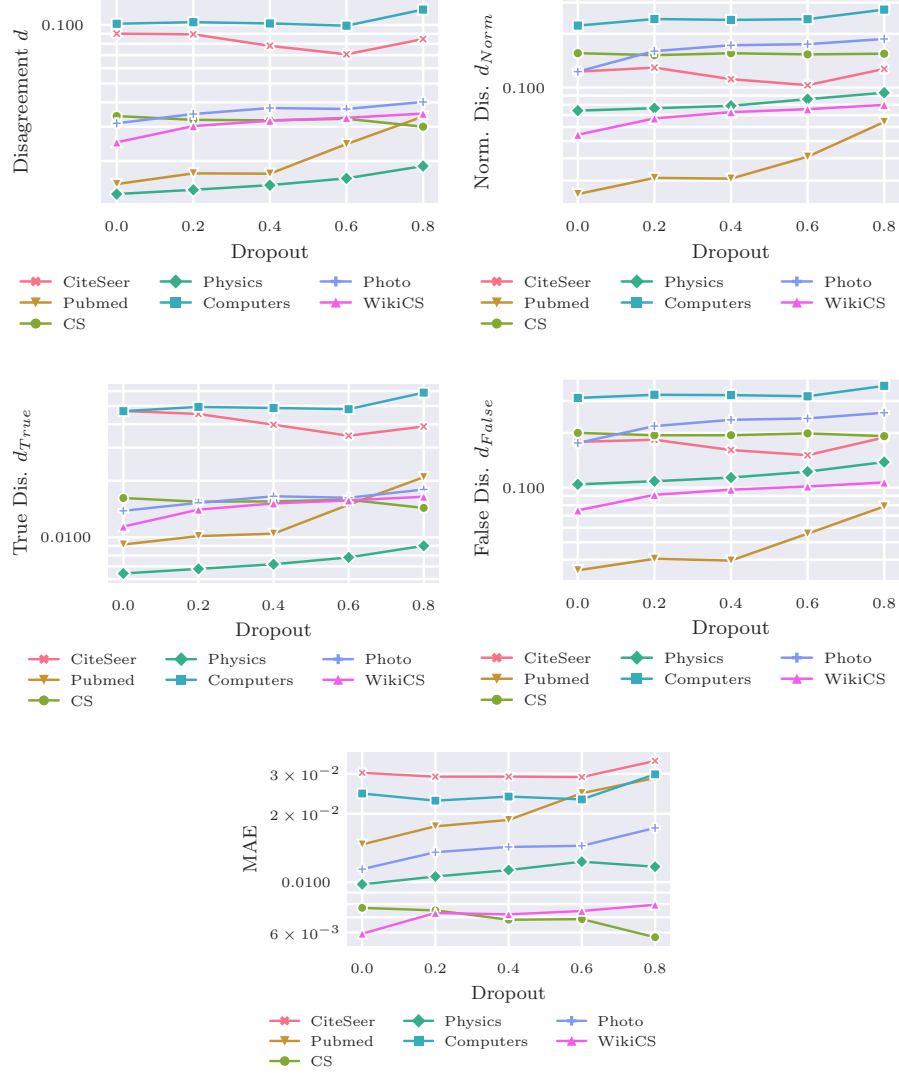 Disagreement d
0.100
0.0 0.2 0.4 0.6 0.8
Dropout
CiteSeer Physics Photo
Pubmed Computers WikiCS
CS
Norm. Dis. d_Norm
0.100
0.0 0.2 0.4 0.6 0.8
Dropout
CiteSeer Physics Photo
Pubmed Computers WikiCS
CS
True Dis. d_True
0.0100
0.0 0.2 0.4 0.6 0.8
Dropout
CiteSeer Physics Photo
Pubmed Computers WikiCS
CS
False Dis. d_False
0.100
0.0 0.2 0.4 0.6 0.8
Dropout
CiteSeer Physics Photo
Pubmed Computers WikiCS
CS
MAE
3 × 10⁻²
2 × 10⁻²
0.0100
6 × 10⁻³
0.0 0.2 0.4 0.6 0.8
Dropout
CiteSeer Physics Photo
Pubmed Computers WikiCS
CS